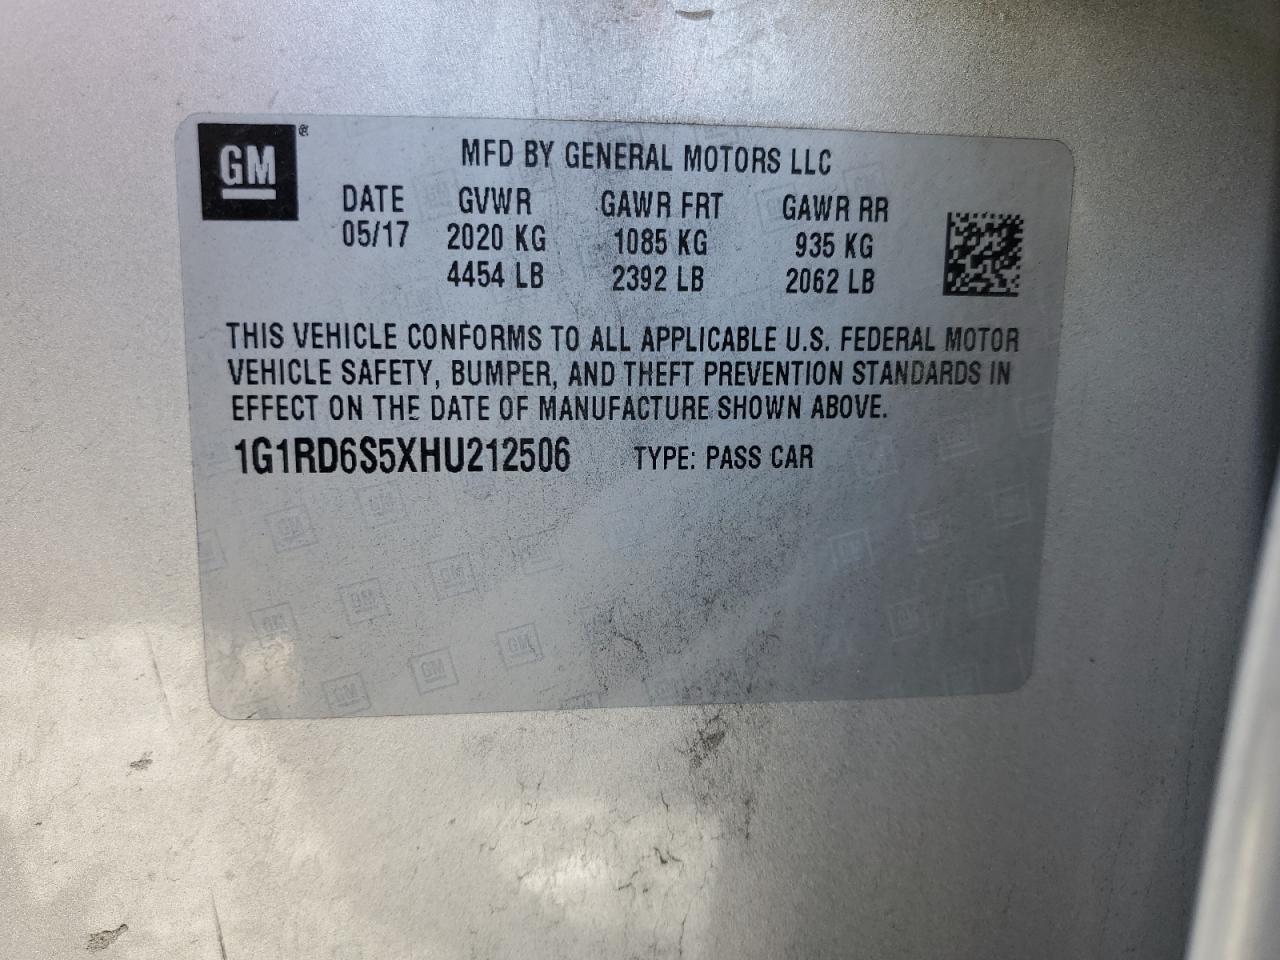 GM®
MFD BY GENERAL MOTORS LLC
DATE GVWR GAWR FRT GAWR RR
05/17 2020 KG 1085 KG 935 KG
4454 LB 2392 LB 2062 LB
THIS VEHICLE CONFORMS TO ALL APPLICABLE U.S. FEDERAL MOTOR
VEHICLE SAFETY, BUMPER, AND THEFT PREVENTION STANDARDS IN
EFFECT ON THE DATE OF MANUFACTURE SHOWN ABOVE.
1G1RD6S5XHU212506 TYPE: PASS CAR